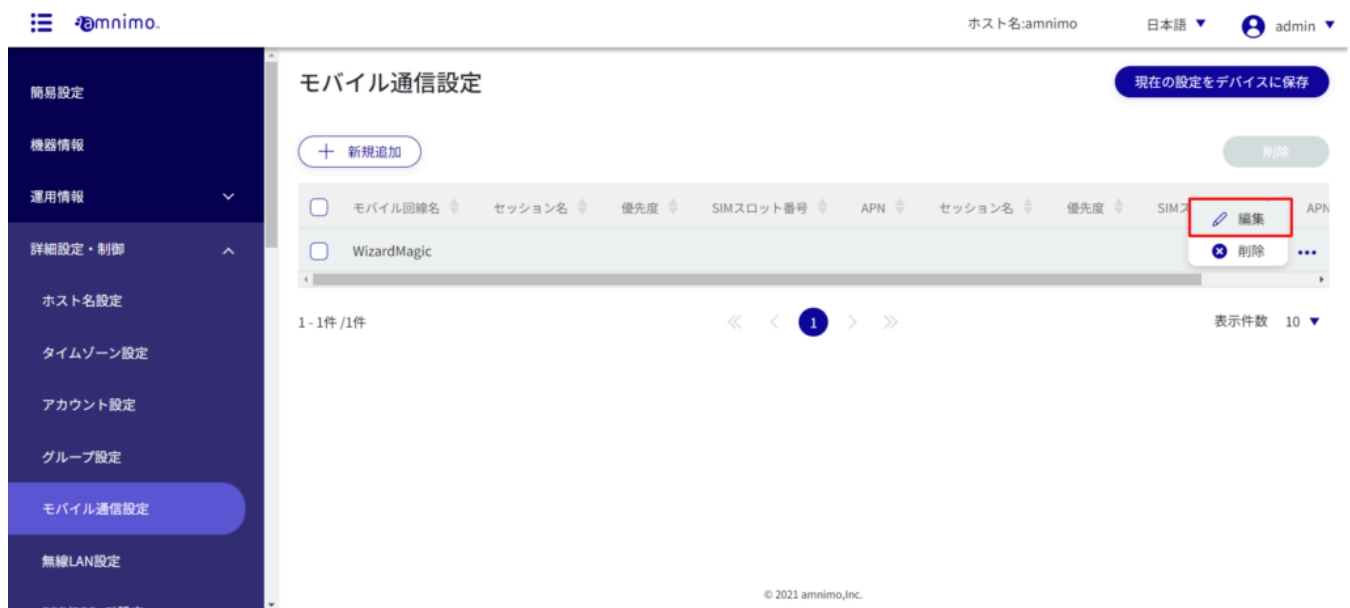 amnimo.
ホスト名:amnimo 日本語 ▼ admin ▼
簡易設定
機器情報
運用情報
詳細設定・制御
ホスト名設定
タイムゾーン設定
アカウント設定
グループ設定
モバイル通信設定
無線LAN設定
モバイル通信設定
現在の設定をデバイスに保存
+ 新規追加
削除
モバイル回線名 セッション名 優先度 SIMスロット番号 APN セッション名 優先度 APN
編集
WizardMagic
削除
1 - 1件 /1件
≪ < 1 > ≫
表示件数 10 ▼
© 2021 amnimo,Inc.